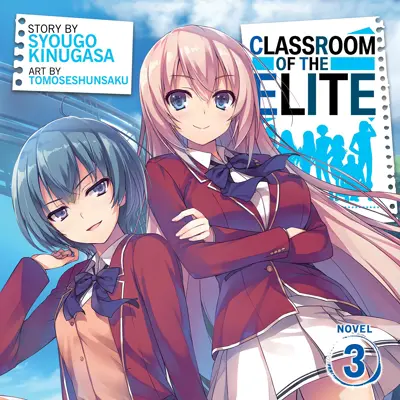 STORY BY
SYOUGO
KINUGASA
ART BY
TOMOSESHUNSAKU
CLASSROOM
OF THE
ELITE
NOVEL
3